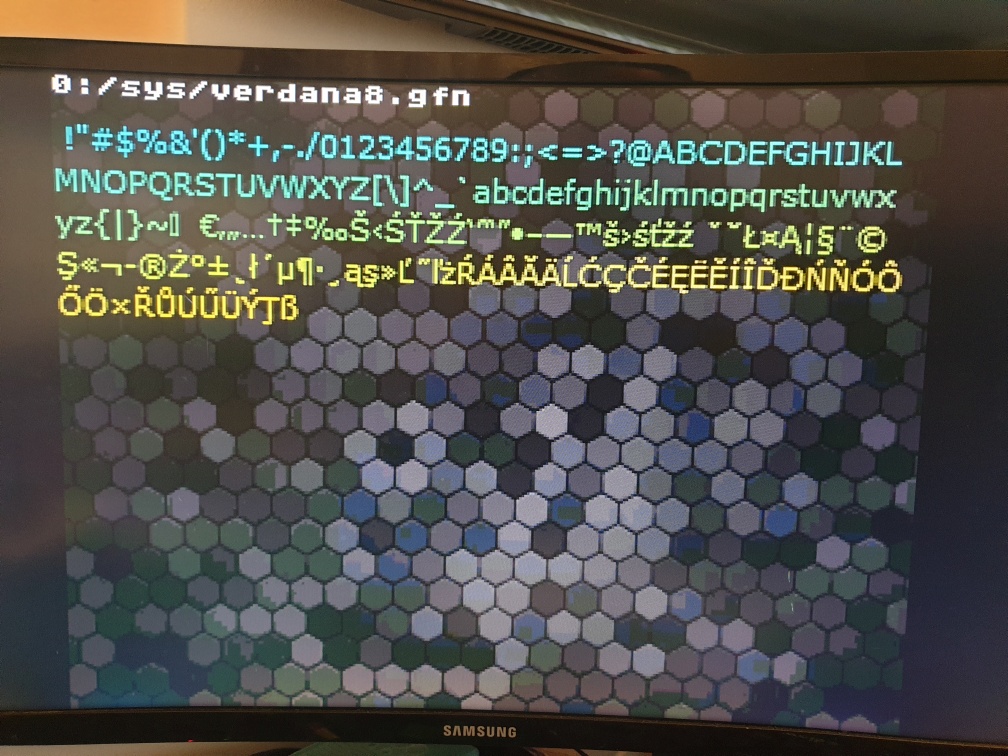 0:/sys/verdana8.gfn
!"#$%&'()*+,-./0123456789:;<=>?@ABCDEFGHIJKL
MNOPQRSTUVWXYZ[\]^_`abcdefghijklmnopqrstuvwx
yz{|}~▯ €‚„…†‡‰Š‹ŚŤŽŹ‘’“”•–—™š›śťžź ˇ˘Ł¤Ą¦§¨©
Ş«¬-®Ż°±˛ł´µ¶·¸ąş»Ľ˝ľżŔÁÂĂÄĹĆÇČÉĘËĚÍÎĎĐŃŇÓÔ
ŐÖ×ŘŮÚŰÜÝŢß
SAMSUNG